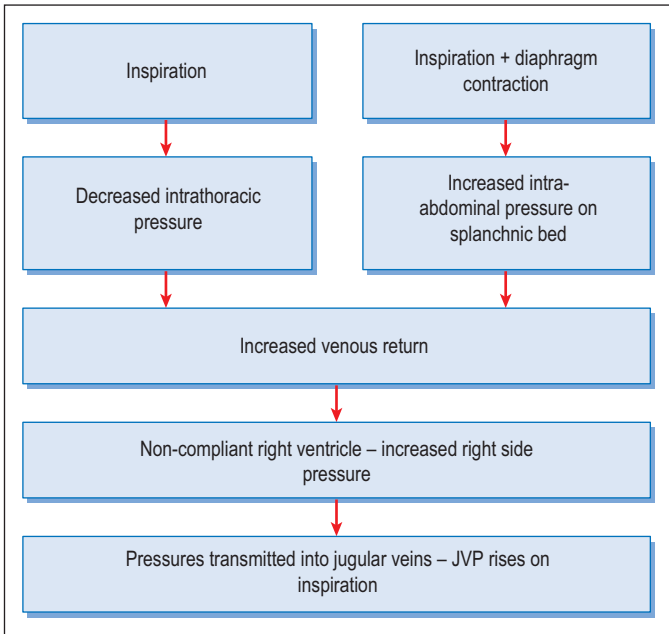 Inspiration
Inspiration + diaphragm
contraction
Decreased intrathoracic
pressure
Increased intra-
abdominal pressure on
splanchnic bed
Increased venous return
Non-compliant right ventricle – increased right side
pressure
Pressures transmitted into jugular veins – JVP rises on
inspiration